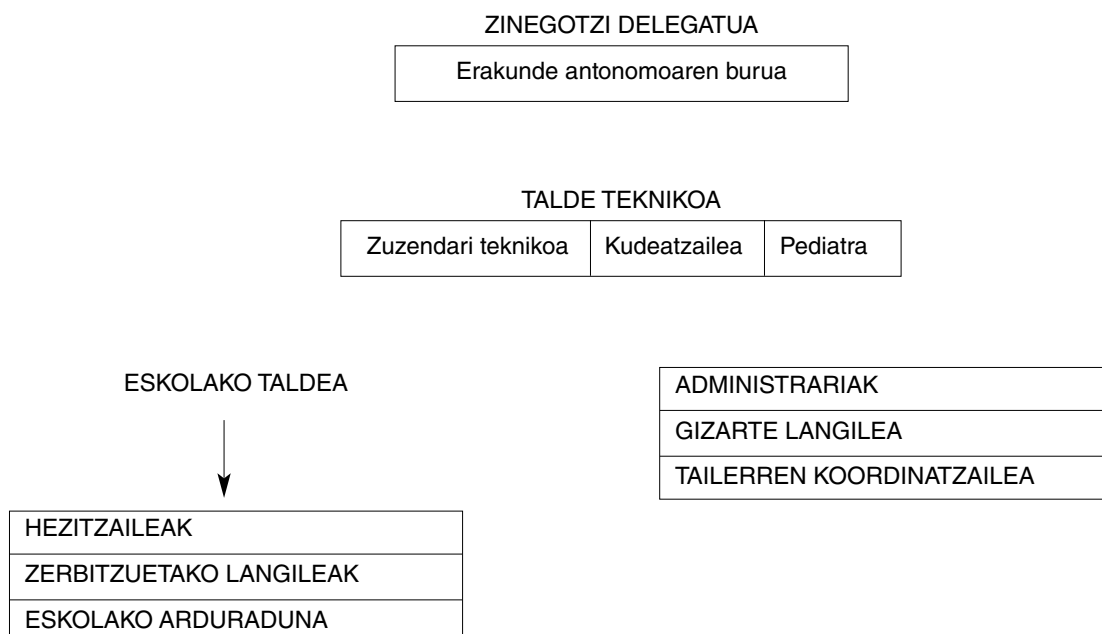 ZINEGOTZI DELEGATUA
Erakunde antonomoaren burua
TALDE TEKNIKOA
Zuzendari teknikoa Kudeatzailea Pediatra
ESKOLAKO TALDEA
ADMINISTRARIAK
GIZARTE LANGILEA
TAILERREN KOORDINATZAILEA
HEZITZAILEAK
ZERBITZUETAKO LANGILEAK
ESKOLAKO ARDURADUNA